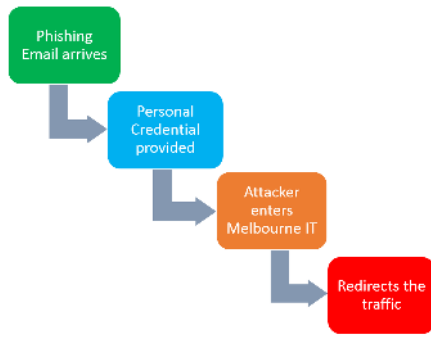 Phishing
Email arrives
Personal
Credential
provided
Attacker
enters
Melbourne IT
Redirects the
traffic